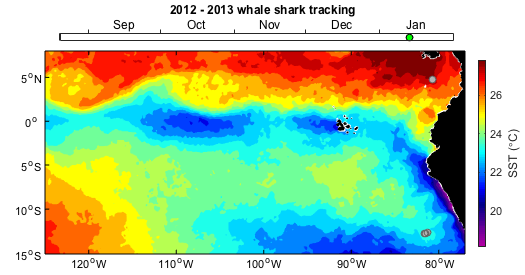 2012 - 2013 whale shark tracking
Sep Oct Nov Dec Jan
5°N
0°
5°S
10°S
15°S
120°W 110°W 100°W 90°W 80°W
26
24
22
20
SST (°C)